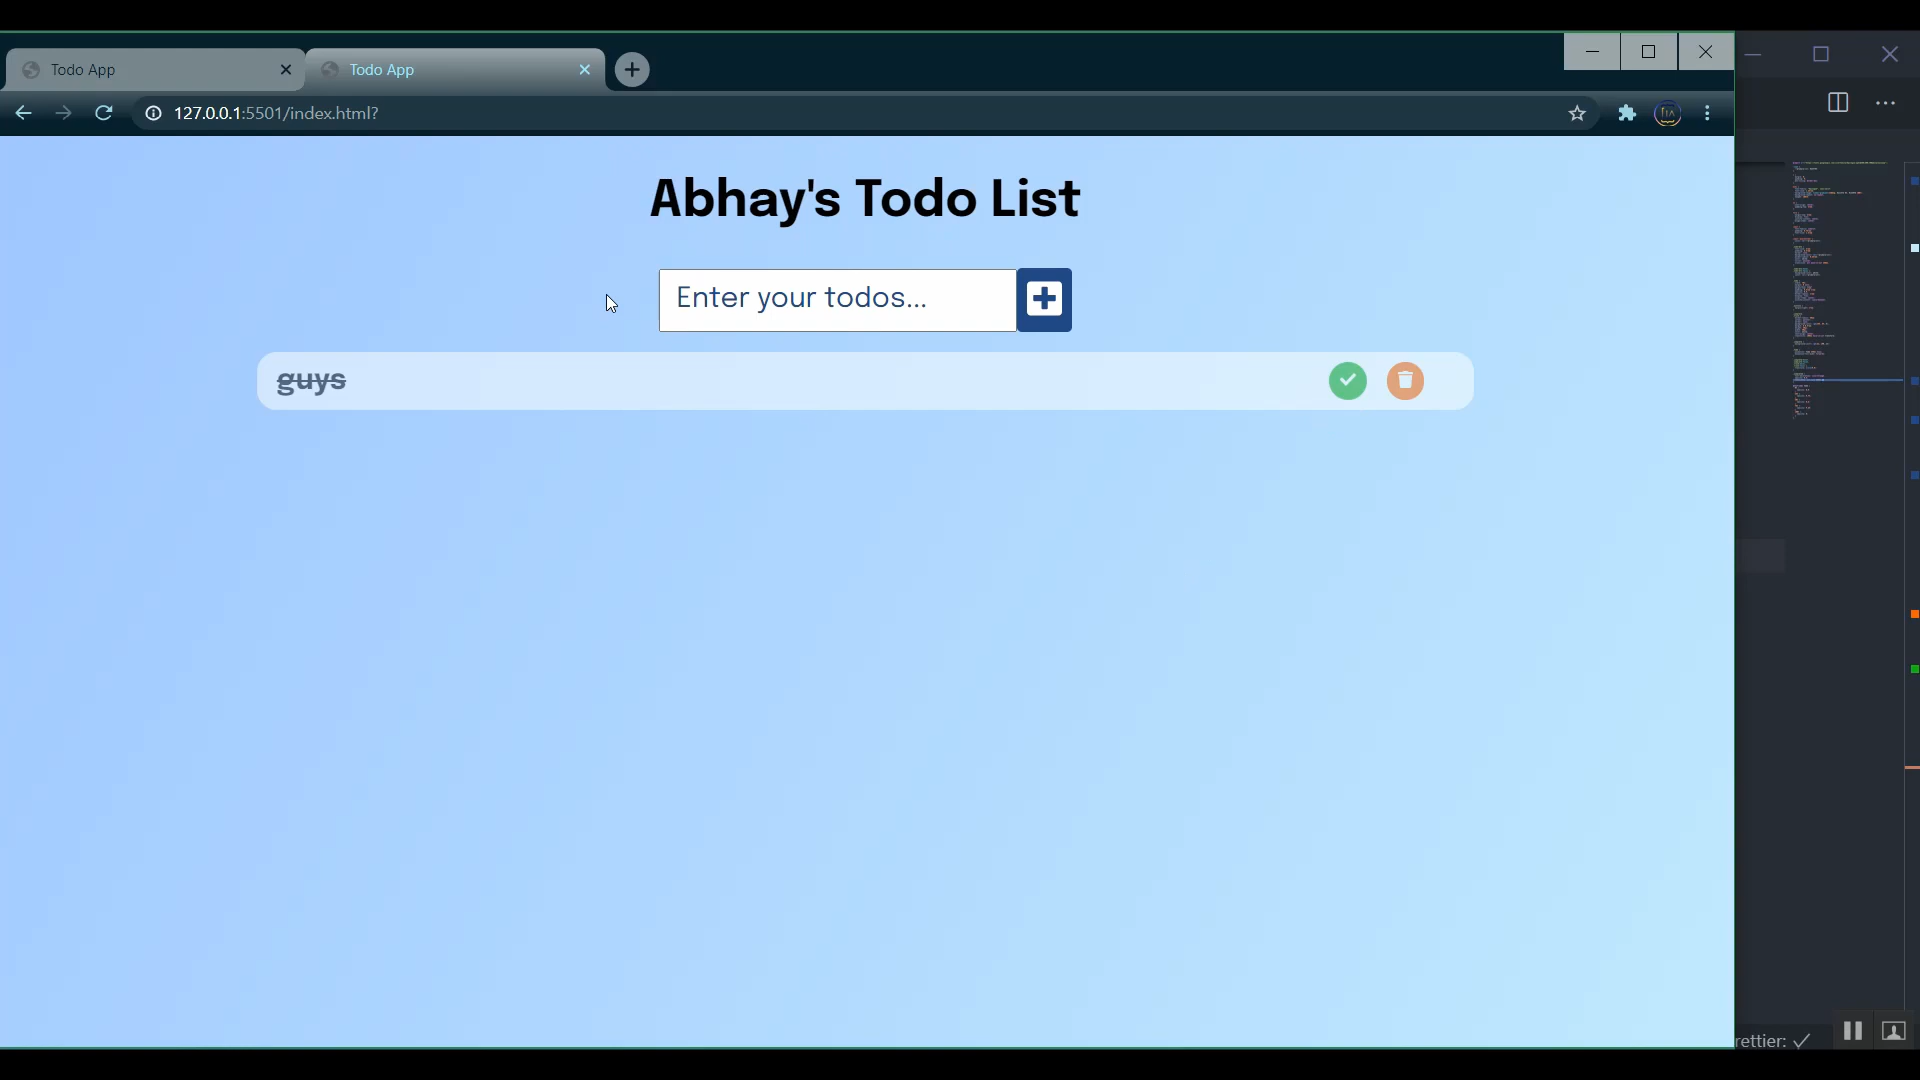 Todo App
Todo App
127.0.0.1:5501/index.html?
Abhay's Todo List
Enter your todos...
guys
rettier: